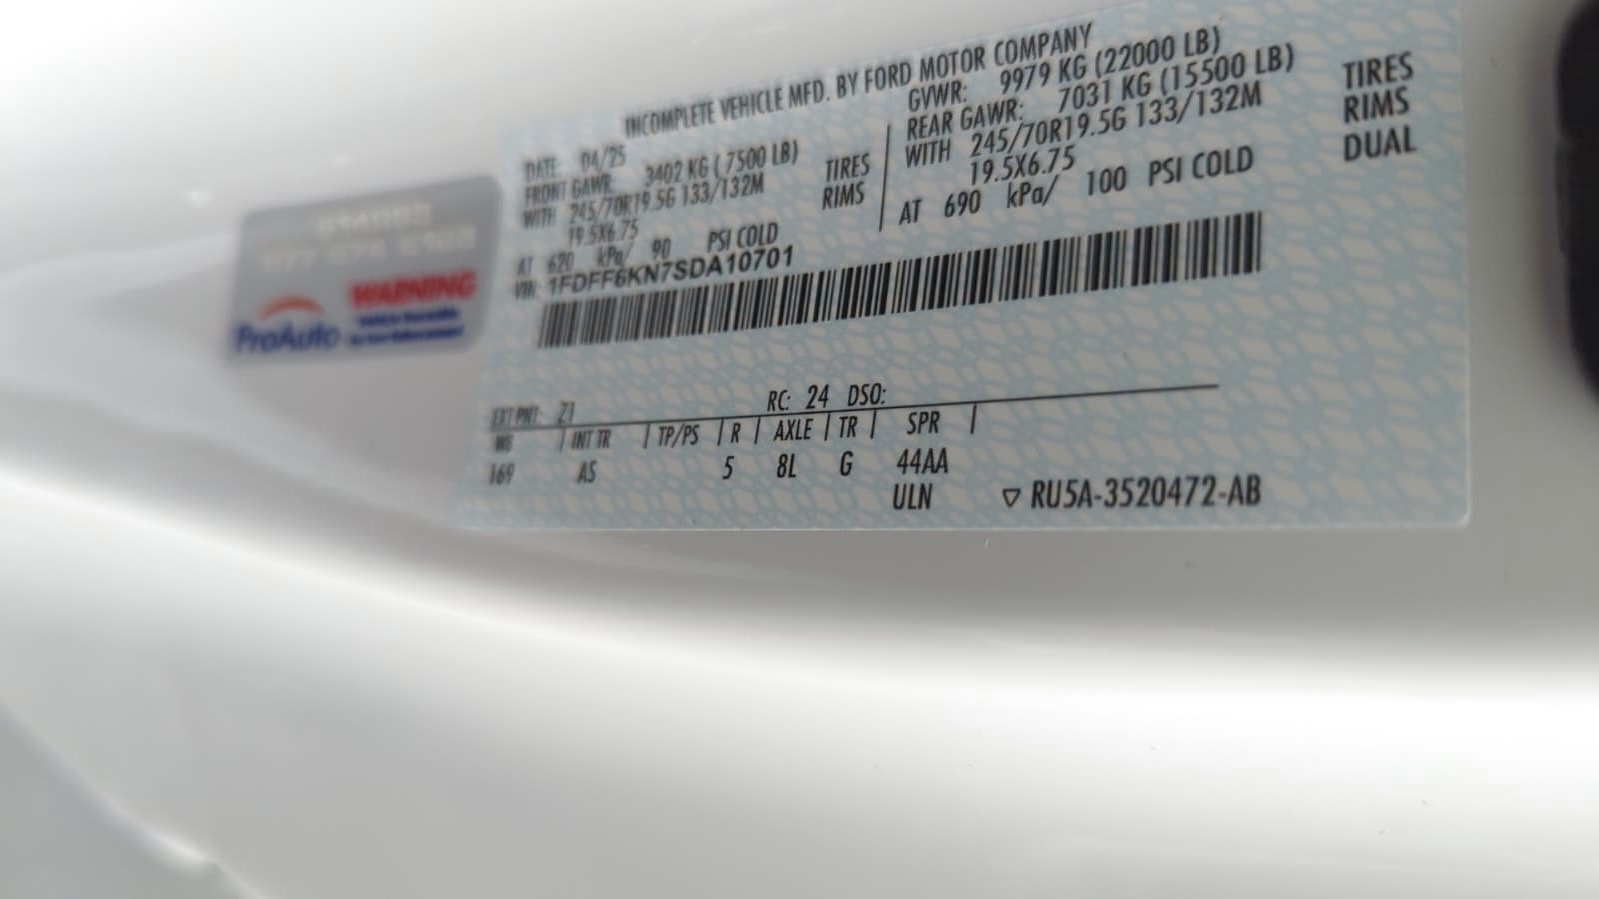 INCOMPLETE VEHICLE MFD. BY FORD MOTOR COMPANY
DATE: 04/25
GVWR: 9979 KG (22000 LB)
FRONT GAWR: 3402 KG ( 7500 LB)
REAR GAWR: 7031 KG (15500 LB)
WITH 245/70R19.5G 133/132M TIRES
WITH 245/70R19.5G 133/132M TIRES
19.5X6.75 RIMS
19.5X6.75 RIMS
AT 620 kPa/ 90 PSI COLD
AT 690 kPa/ 100 PSI COLD DUAL
VIN: 1FDFF6KN7SDA10701
EXT PNT: Z1 RC: 24 DSO:
WB | INT TR | TP/PS | R | AXLE | TR | SPR |
169 AS 5 8L G 44AA
ULN ▽ RU5A-3520472-AB
ProAuto
WARNING